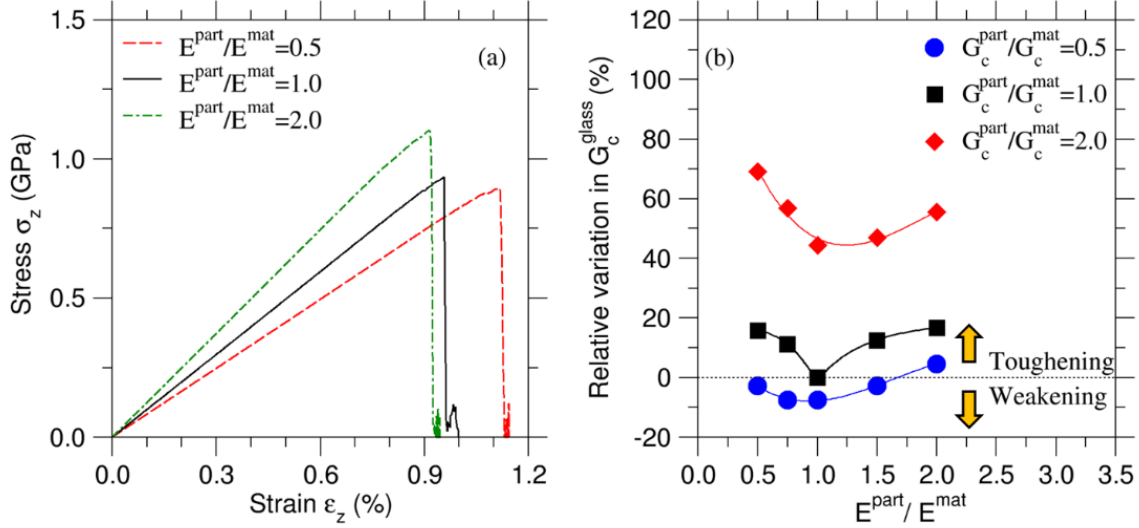 1.5
1.0
0.5
0.0
0.0
0.3
0.6
0.9
1.2
Stress σ_z (GPa)
Strain ε_z (%)
E^part/E^mat=0.5
E^part/E^mat=1.0
E^part/E^mat=2.0
(a)
120
100
80
60
40
20
0
-20
0.0
0.5
1.0
1.5
2.0
2.5
3.0
3.5
Relative variation in G_c^glass (%)
E^part/ E^mat
(b)
G_c^part/G_c^mat=0.5
G_c^part/G_c^mat=1.0
G_c^part/G_c^mat=2.0
Toughening
Weakening